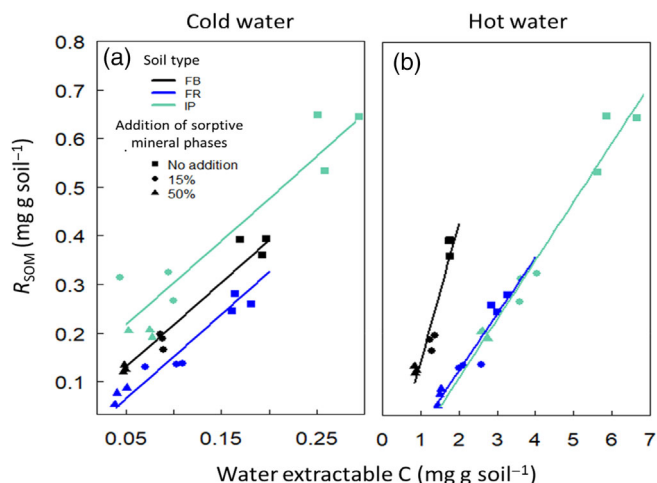 Cold water
Hot water
0.8
0.7
0.6
0.5
0.4
0.3
0.2
0.1
R_SOM (mg g soil⁻¹)
(a)
Soil type
FB
FR
IP
Addition of sorptive
mineral phases
No addition
15%
50%
(b)
0.05 0.15 0.25
1 2 3 4 5 6 7
Water extractable C (mg g soil⁻¹)